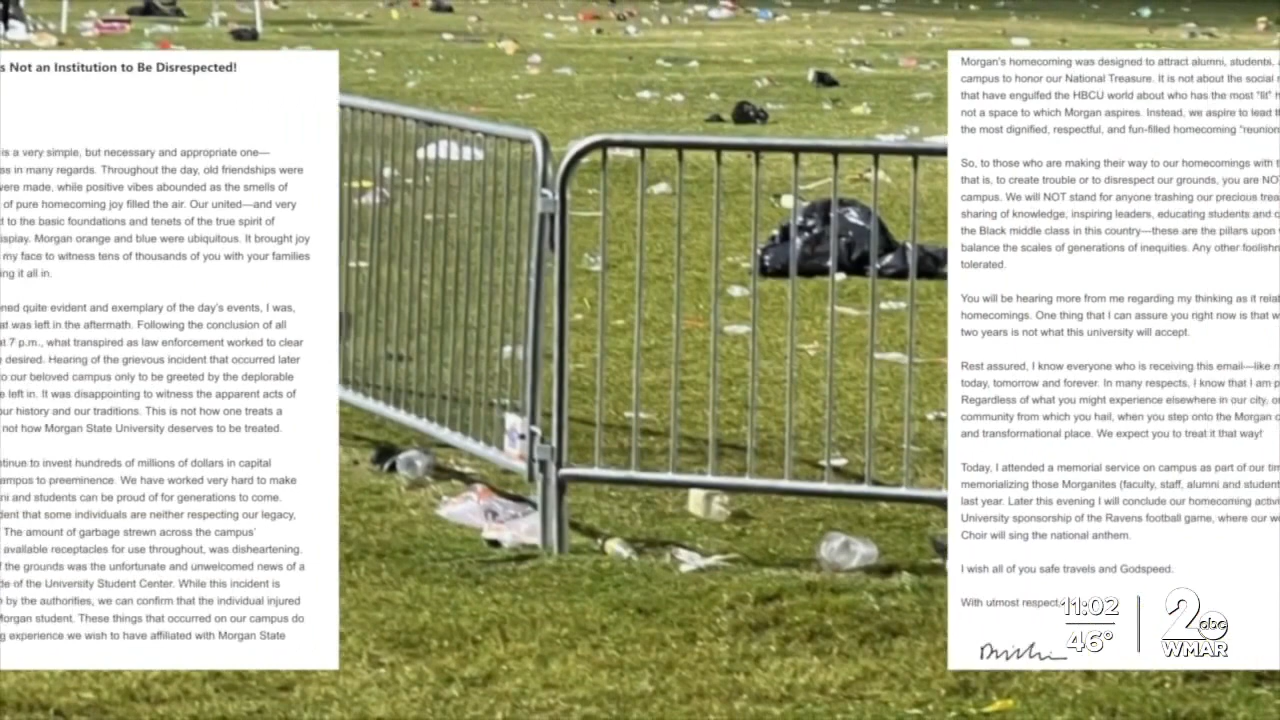 s Not an Institution to Be Disrespected!
is a very simple, but necessary and appropriate one—
ss in many regards. Throughout the day, old friendships were
vere made, while positive vibes abounded as the smells of
of pure homecoming joy filled the air. Our united—and very
d to the basic foundations and tenets of the true spirit of
isplay. Morgan orange and blue were ubiquitous. It brought joy
my face to witness tens of thousands of you with your families
ing it all in.
ned quite evident and exemplary of the day's events, I was,
at was left in the aftermath. Following the conclusion of all
at 7 p.m., what transpired as law enforcement worked to clear
desired. Hearing of the grievous incident that occurred later
o our beloved campus only to be greeted by the deplorable
e left in. It was disappointing to witness the apparent acts of
our history and our traditions. This is not how one treats a
not how Morgan State University deserves to be treated.
ntinue to invest hundreds of millions of dollars in capital
ampus to preeminence. We have worked very hard to make
ni and students can be proud of for generations to come.
dent that some individuals are neither respecting our legacy,
The amount of garbage strewn across the campus'
available receptacles for use throughout, was disheartening.
f the grounds was the unfortunate and unwelcomed news of a
de of the University Student Center. While this incident is
n by the authorities, we can confirm that the individual injured
Morgan student. These things that occurred on our campus do
g experience we wish to have affiliated with Morgan State
Morgan's homecoming was designed to attract alumni, students,
campus to honor our National Treasure. It is not about the social
that have engulfed the HBCU world about who has the most "lit"
not a space to which Morgan aspires. Instead, we aspire to lead
the most dignified, respectful, and fun-filled homecoming "reunion
So, to those who are making their way to our homecomings with
that is, to create trouble or to disrespect our grounds, you are NO
campus. We will NOT stand for anyone trashing our precious trea
sharing of knowledge, inspiring leaders, educating students and
the Black middle class in this country—these are the pillars upon
balance the scales of generations of inequities. Any other foolish
tolerated.
You will be hearing more from me regarding my thinking as it rela
homecomings. One thing that I can assure you right now is that w
two years is not what this university will accept.
Rest assured, I know everyone who is receiving this email—like m
today, tomorrow and forever. In many respects, I know that I am p
Regardless of what you might experience elsewhere in our city, or
community from which you hail, when you step onto the Morgan c
and transformational place. We expect you to treat it that way!
Today, I attended a memorial service on campus as part of our
memorializing those Morganites (faculty, staff, alumni and student
last year. Later this evening I will conclude our homecoming activ
University sponsorship of the Ravens football game, where our w
Choir will sing the national anthem.
I wish all of you safe travels and Godspeed.
With utmost respect
11:02
46°
2
abc
WMAR